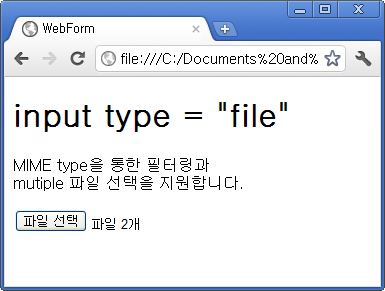 WebForm
file:///C:/Documents%20and%
input type = "file"
MIME type을 통한 필터링과
mutiple 파일 선택을 지원합니다.
파일 선택 파일 2개